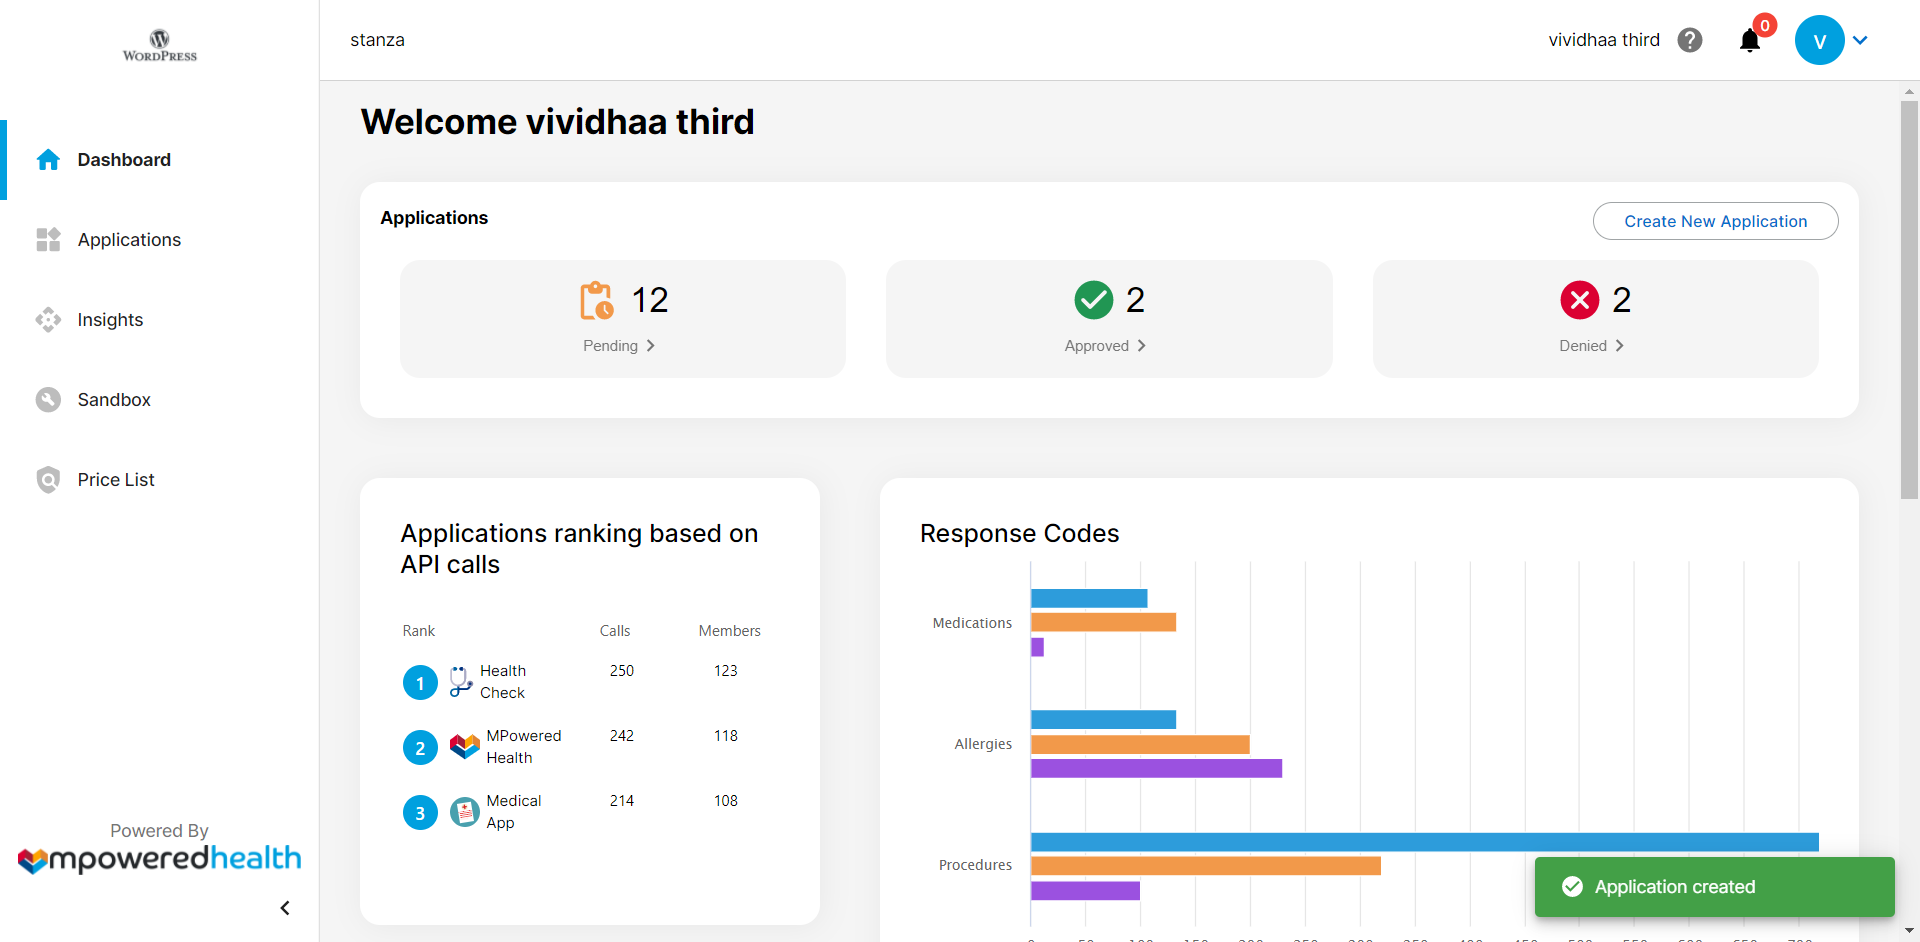 WORDPRESS
stanza
vividhaa third
0
V
Dashboard
Applications
Insights
Sandbox
Price List
Powered By
mpoweredhealth
Welcome vividhaa third
Applications
Create New Application
12
Pending
2
Approved
2
Denied
Applications ranking based on
API calls
Rank Calls Members
1 Health Check 250 123
2 MPowered Health 242 118
3 Medical App 214 108
Response Codes
Medications
Allergies
Procedures
Application created